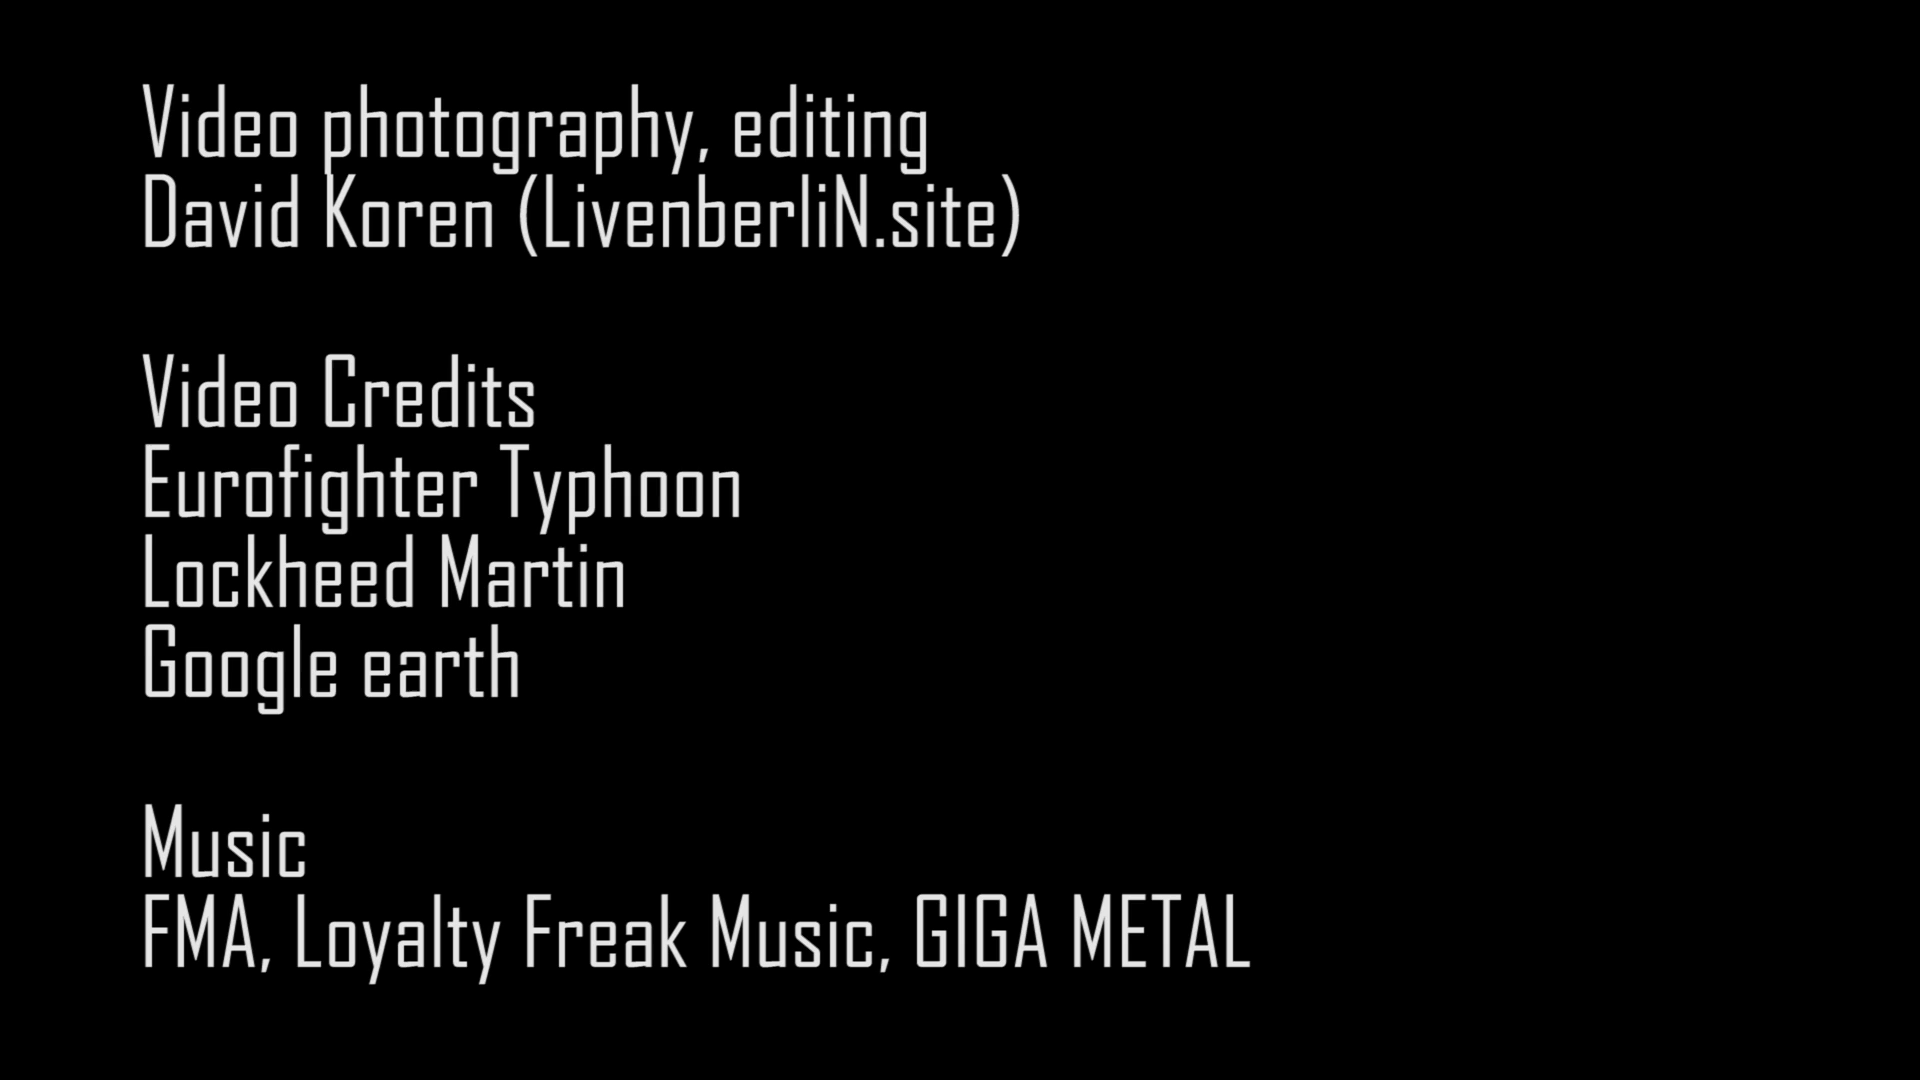 Video photography, editing
David Koren (LivenberliN.site)
Video Credits
Eurofighter Typhoon
Lockheed Martin
Google earth
Music
FMA, Loyalty Freak Music, GIGA METAL